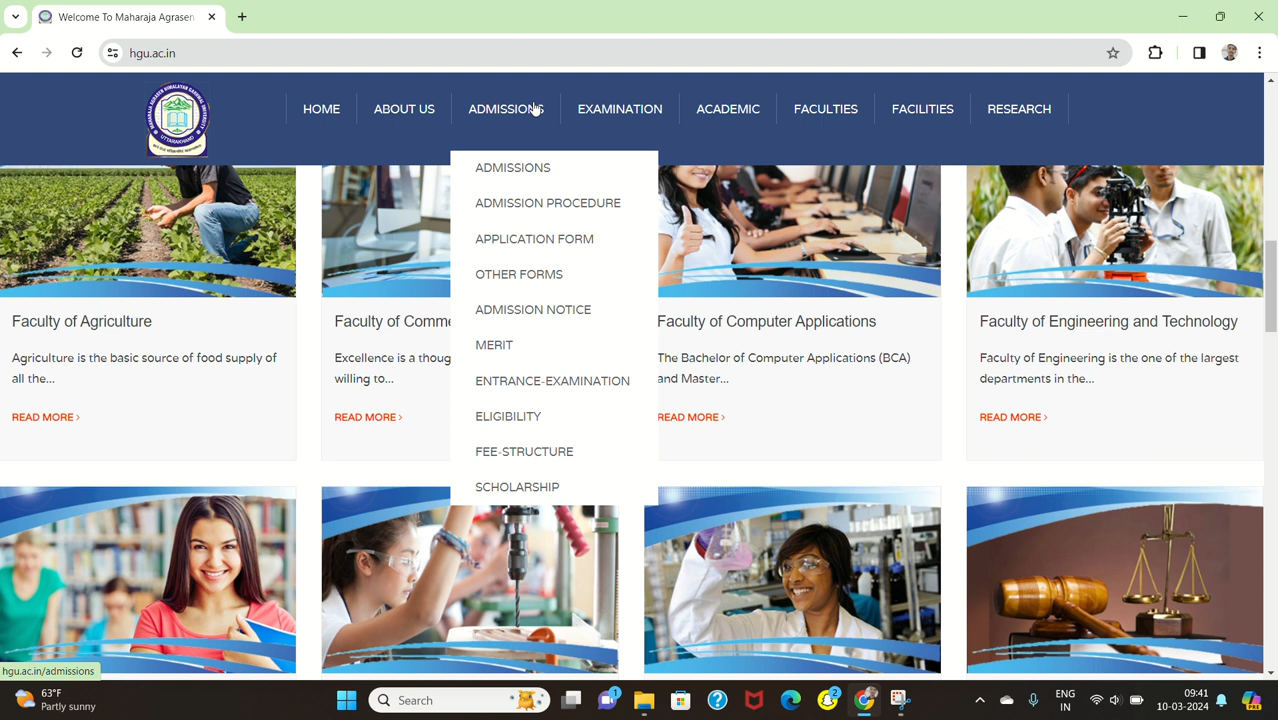 Welcome To Maharaja Agrasen
hgu.ac.in
HOME
ABOUT US
ADMISSIONS
EXAMINATION
ACADEMIC
FACULTIES
FACILITIES
RESEARCH
ADMISSIONS
ADMISSION PROCEDURE
APPLICATION FORM
OTHER FORMS
ADMISSION NOTICE
MERIT
ENTRANCE-EXAMINATION
ELIGIBILITY
FEE-STRUCTURE
SCHOLARSHIP
Faculty of Agriculture
Agriculture is the basic source of food supply of
all the...
READ MORE ›
Faculty of Comme
Excellence is a thoug
willing to...
READ MORE ›
Faculty of Computer Applications
The Bachelor of Computer Applications (BCA)
and Master...
READ MORE ›
Faculty of Engineering and Technology
Faculty of Engineering is the one of the largest
departments in the...
READ MORE ›
hgu.ac.in/admissions
63°F
Partly sunny
Search
1
2
ENG
IN
09:41
10-03-2024
PRE